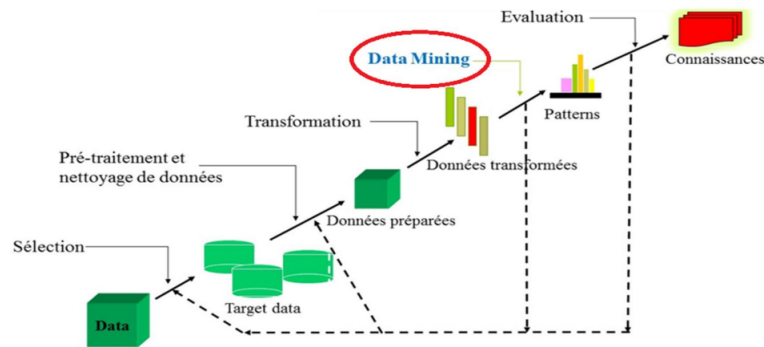 Evaluation
Data Mining
Connaissances
Patterns
Transformation
Données transformées
Pré-traitement et
nettoyage de données
Données préparées
Sélection
Target data
Data